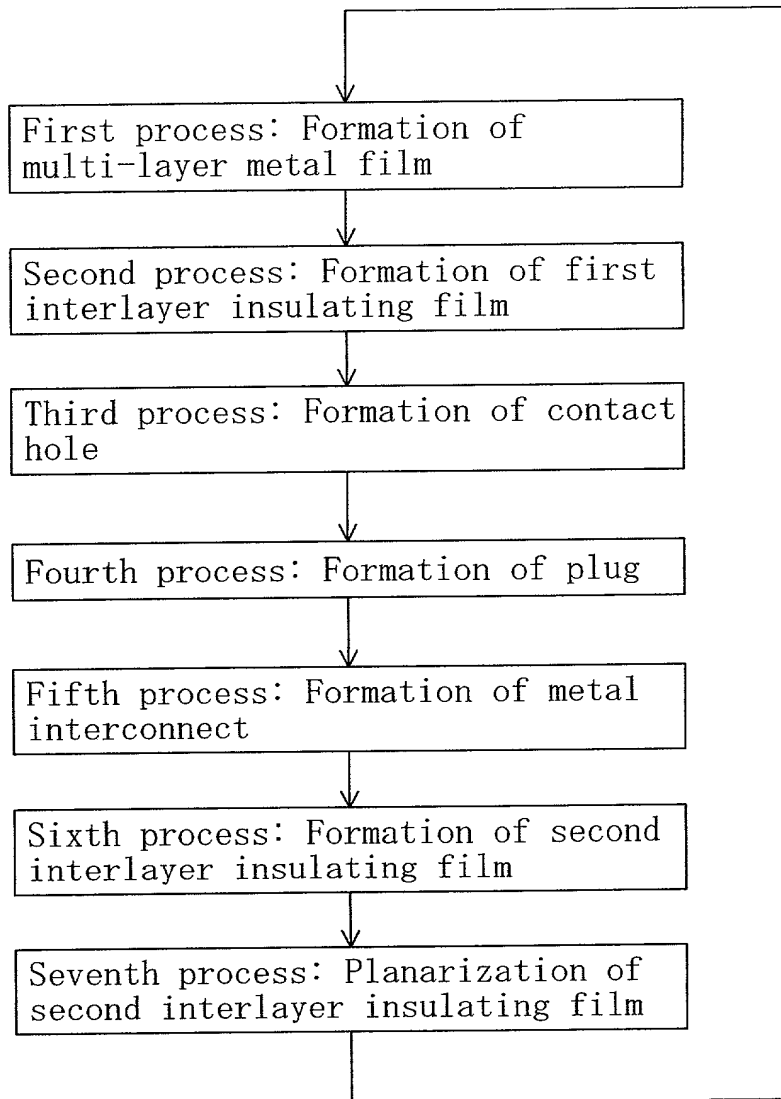 First process: Formation of
multi-layer metal film
Second process: Formation of first
interlayer insulating film
Third process: Formation of contact
hole
Fourth process: Formation of plug
Fifth process: Formation of metal
interconnect
Sixth process: Formation of second
interlayer insulating film
Seventh process: Planarization of
second interlayer insulating film